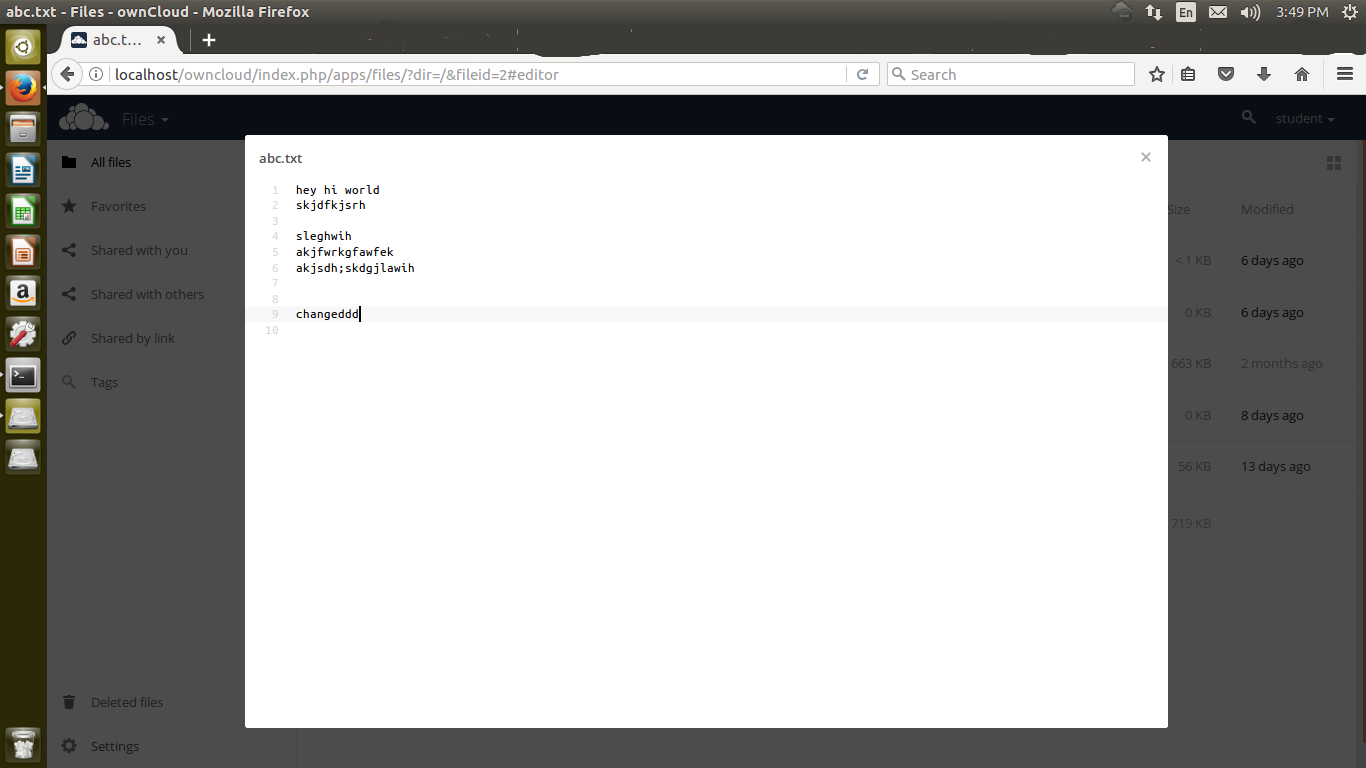 abc.txt - Files - ownCloud - Mozilla Firefox
En
3:49 PM
abc.t...
localhost/owncloud/index.php/apps/files/?dir=/&fileid=2#editor
Search
Files
student
All files
Favorites
Shared with you
Shared with others
Shared by link
Tags
Deleted files
Settings
abc.txt
1 hey hi world
2 skjdfkjsrh
3
4 sleghwih
5 akjfwrkgfawfek
6 akjsdh;skdgjlawih
7
8
9 changeddd
10
Size Modified
< 1 KB 6 days ago
0 KB 6 days ago
663 KB 2 months ago
0 KB 8 days ago
56 KB 13 days ago
719 KB